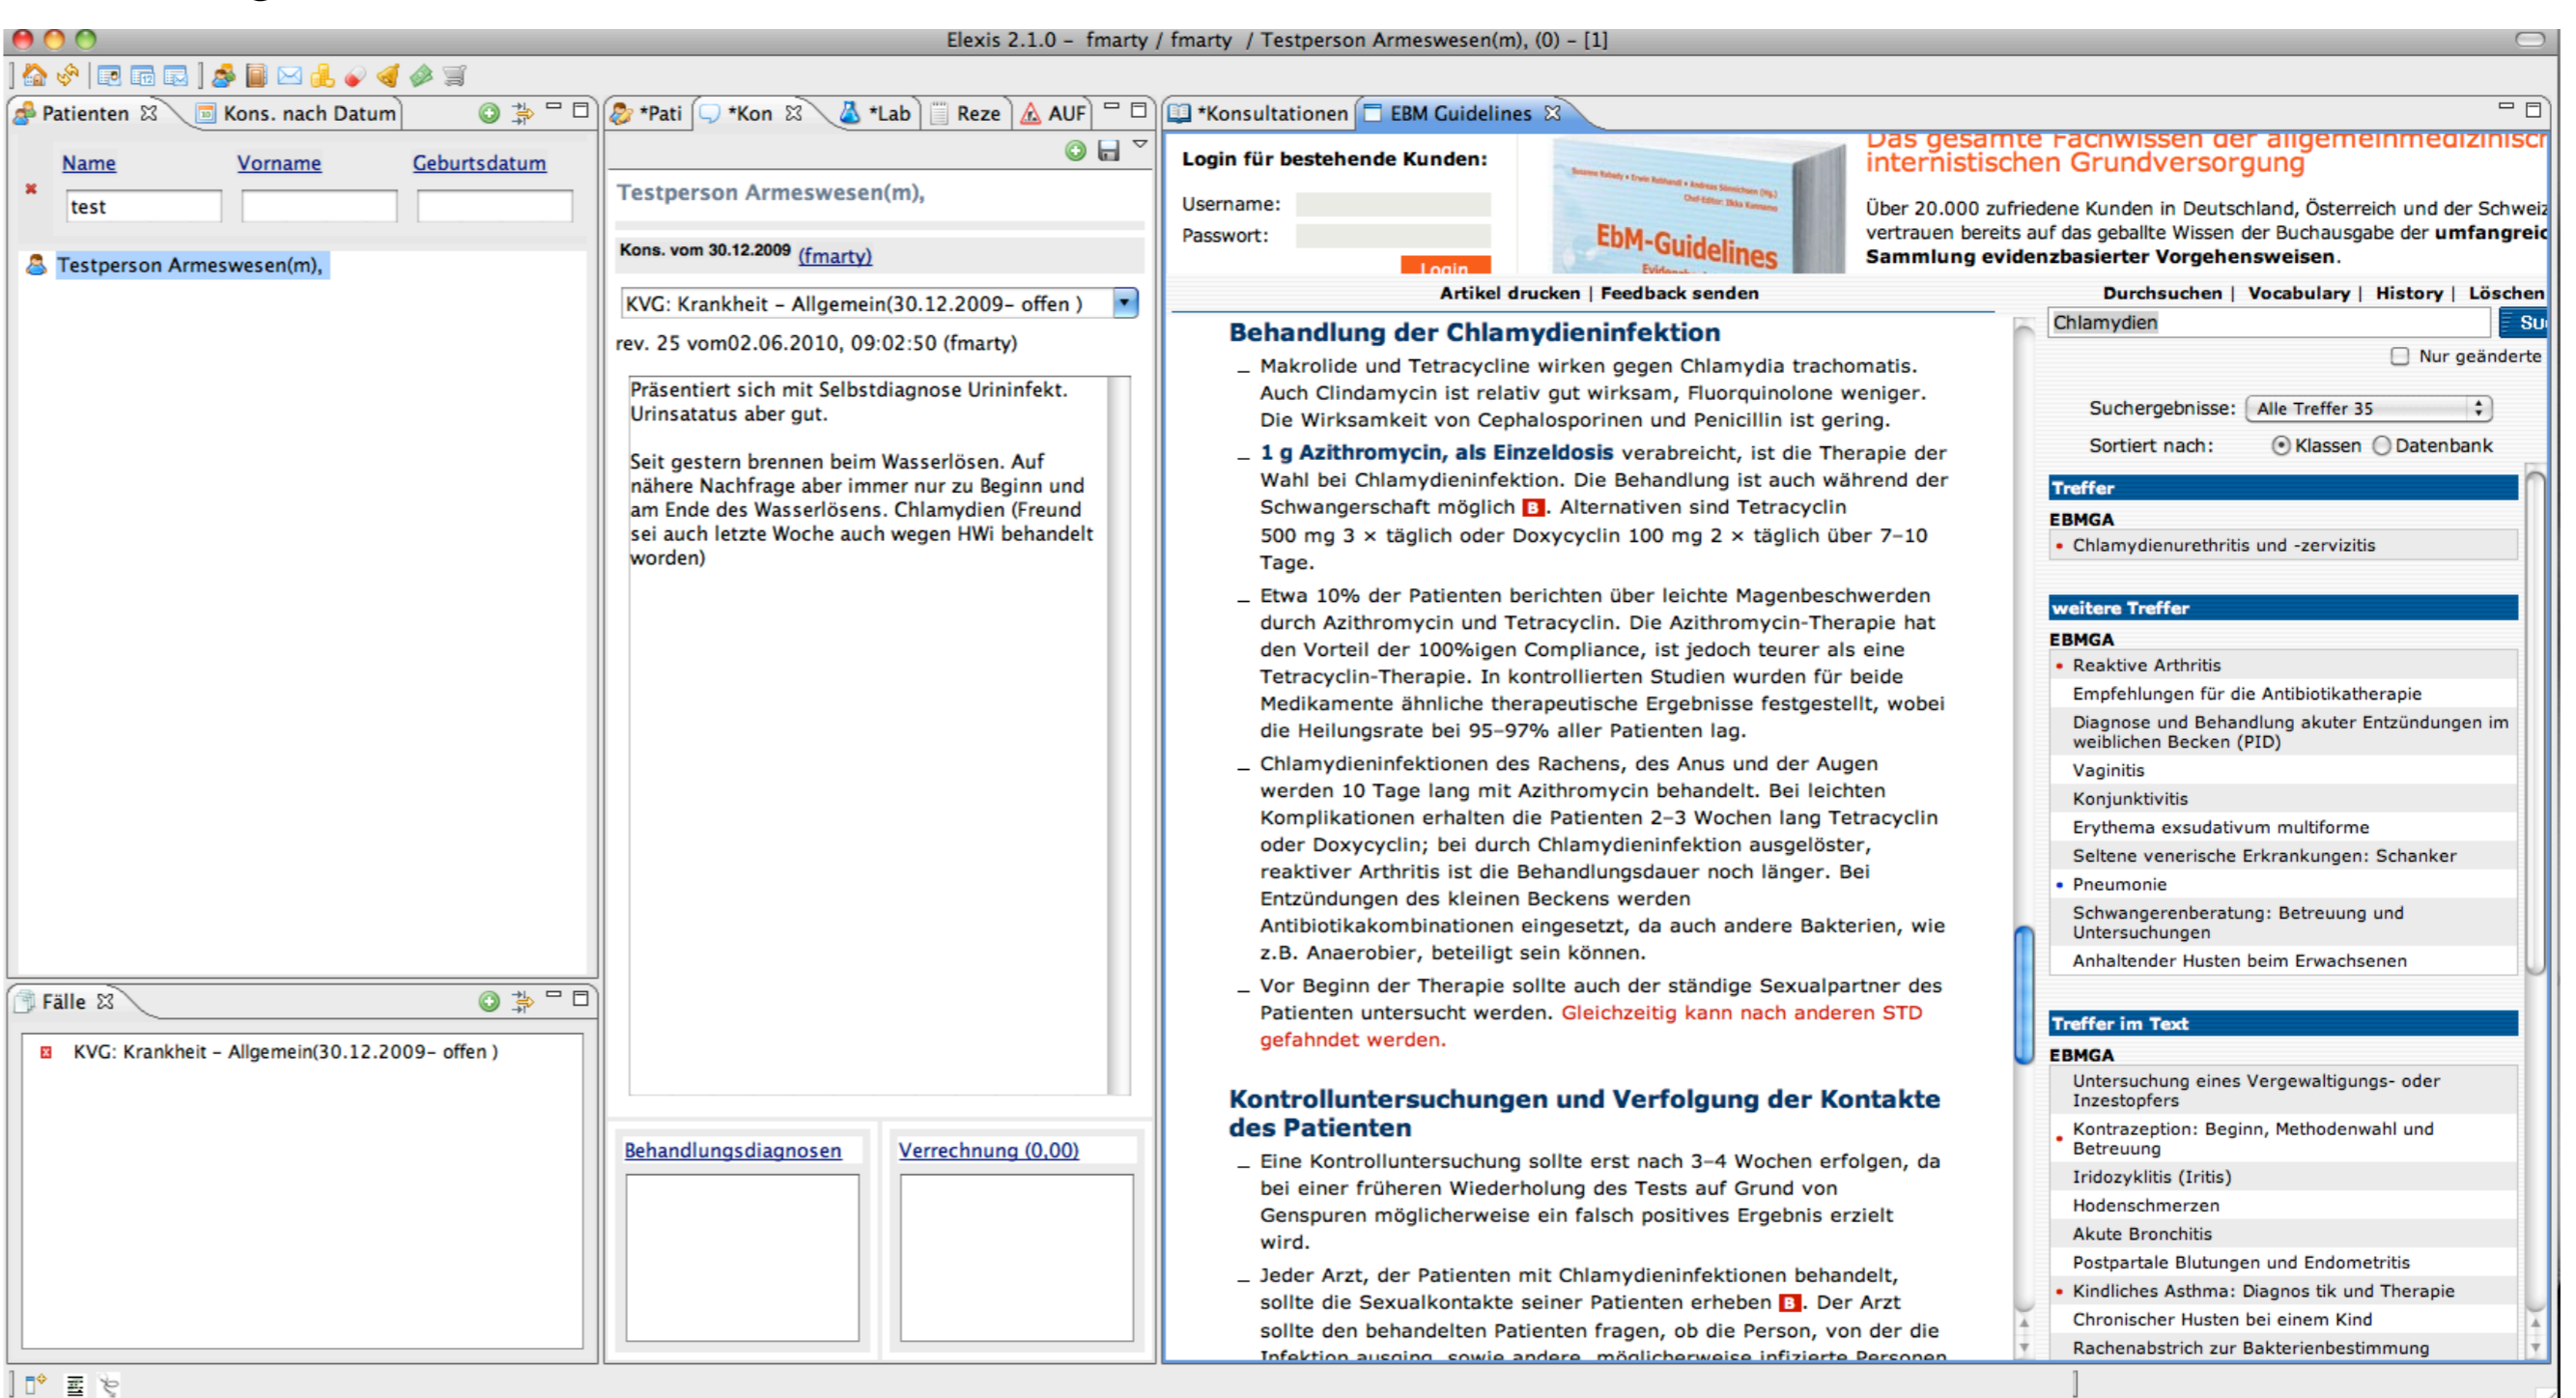 Elexis 2.1.0 – fmarty / fmarty / Testperson Armeswesen(m), (0) – [1]
Patienten
Kons. nach Datum
Name
Vorname
Geburtsdatum
test
Testperson Armeswesen(m),
Fälle
KVG: Krankheit – Allgemein(30.12.2009– offen )
*Pati
*Kon
*Lab
Reze
AUF
Testperson Armeswesen(m),
Kons. vom 30.12.2009 (fmarty)
KVG: Krankheit – Allgemein(30.12.2009– offen )
rev. 25 vom02.06.2010, 09:02:50 (fmarty)
Präsentiert sich mit Selbstdiagnose Urininfekt.
Urinsatatus aber gut.
Seit gestern brennen beim Wasserlösen. Auf
nähere Nachfrage aber immer nur zu Beginn und
am Ende des Wasserlösens. Chlamydien (Freund
sei auch letzte Woche auch wegen HWi behandelt
worden)
Behandlungsdiagnosen
Verrechnung (0,00)
*Konsultationen
EBM Guidelines
Login für bestehende Kunden:
Username:
Passwort:
Login
EbM-Guidelines
Das gesamte Fachwissen der allgemeinmedizinisch
internistischen Grundversorgung
Über 20.000 zufriedene Kunden in Deutschland, Österreich und der Schweiz
vertrauen bereits auf das geballte Wissen der Buchausgabe der umfangreic
Sammlung evidenzbasierter Vorgehensweisen.
Artikel drucken | Feedback senden
Durchsuchen | Vocabulary | History | Löschen
Behandlung der Chlamydieninfektion
– Makrolide und Tetracycline wirken gegen Chlamydia trachomatis.
Auch Clindamycin ist relativ gut wirksam, Fluorquinolone weniger.
Die Wirksamkeit von Cephalosporinen und Penicillin ist gering.
– 1 g Azithromycin, als Einzeldosis verabreicht, ist die Therapie der
Wahl bei Chlamydieninfektion. Die Behandlung ist auch während der
Schwangerschaft möglich B. Alternativen sind Tetracyclin
500 mg 3 × täglich oder Doxycyclin 100 mg 2 × täglich über 7–10
Tage.
– Etwa 10% der Patienten berichten über leichte Magenbeschwerden
durch Azithromycin und Tetracyclin. Die Azithromycin-Therapie hat
den Vorteil der 100%igen Compliance, ist jedoch teurer als eine
Tetracyclin-Therapie. In kontrollierten Studien wurden für beide
Medikamente ähnliche therapeutische Ergebnisse festgestellt, wobei
die Heilungsrate bei 95–97% aller Patienten lag.
– Chlamydieninfektionen des Rachens, des Anus und der Augen
werden 10 Tage lang mit Azithromycin behandelt. Bei leichten
Komplikationen erhalten die Patienten 2–3 Wochen lang Tetracyclin
oder Doxycyclin; bei durch Chlamydieninfektion ausgelöster,
reaktiver Arthritis ist die Behandlungsdauer noch länger. Bei
Entzündungen des kleinen Beckens werden
Antibiotikakombinationen eingesetzt, da auch andere Bakterien, wie
z.B. Anaerobier, beteiligt sein können.
– Vor Beginn der Therapie sollte auch der ständige Sexualpartner des
Patienten untersucht werden. Gleichzeitig kann nach anderen STD
gefahndet werden.
Kontrolluntersuchungen und Verfolgung der Kontakte
des Patienten
– Eine Kontrolluntersuchung sollte erst nach 3–4 Wochen erfolgen, da
bei einer früheren Wiederholung des Tests auf Grund von
Genspuren möglicherweise ein falsch positives Ergebnis erzielt
wird.
– Jeder Arzt, der Patienten mit Chlamydieninfektionen behandelt,
sollte die Sexualkontakte seiner Patienten erheben B. Der Arzt
sollte den behandelten Patienten fragen, ob die Person, von der die
Infektion ausging, sowie andere, möglicherweise infizierte Personen
Chlamydien
Su
Nur geänderte
Suchergebnisse: Alle Treffer 35
Sortiert nach: Klassen Datenbank
Treffer
EBMGA
• Chlamydienurethritis und -zervizitis
weitere Treffer
EBMGA
• Reaktive Arthritis
Empfehlungen für die Antibiotikatherapie
Diagnose und Behandlung akuter Entzündungen im
weiblichen Becken (PID)
Vaginitis
Konjunktivitis
Erythema exsudativum multiforme
Seltene venerische Erkrankungen: Schanker
• Pneumonie
Schwangerenberatung: Betreuung und
Untersuchungen
Anhaltender Husten beim Erwachsenen
Treffer im Text
EBMGA
Untersuchung eines Vergewaltigungs- oder
Inzestopfers
• Kontrazeption: Beginn, Methodenwahl und
Betreuung
Iridozyklitis (Iritis)
Hodenschmerzen
Akute Bronchitis
Postpartale Blutungen und Endometritis
• Kindliches Asthma: Diagnos tik und Therapie
Chronischer Husten bei einem Kind
Rachenabstrich zur Bakterienbestimmung